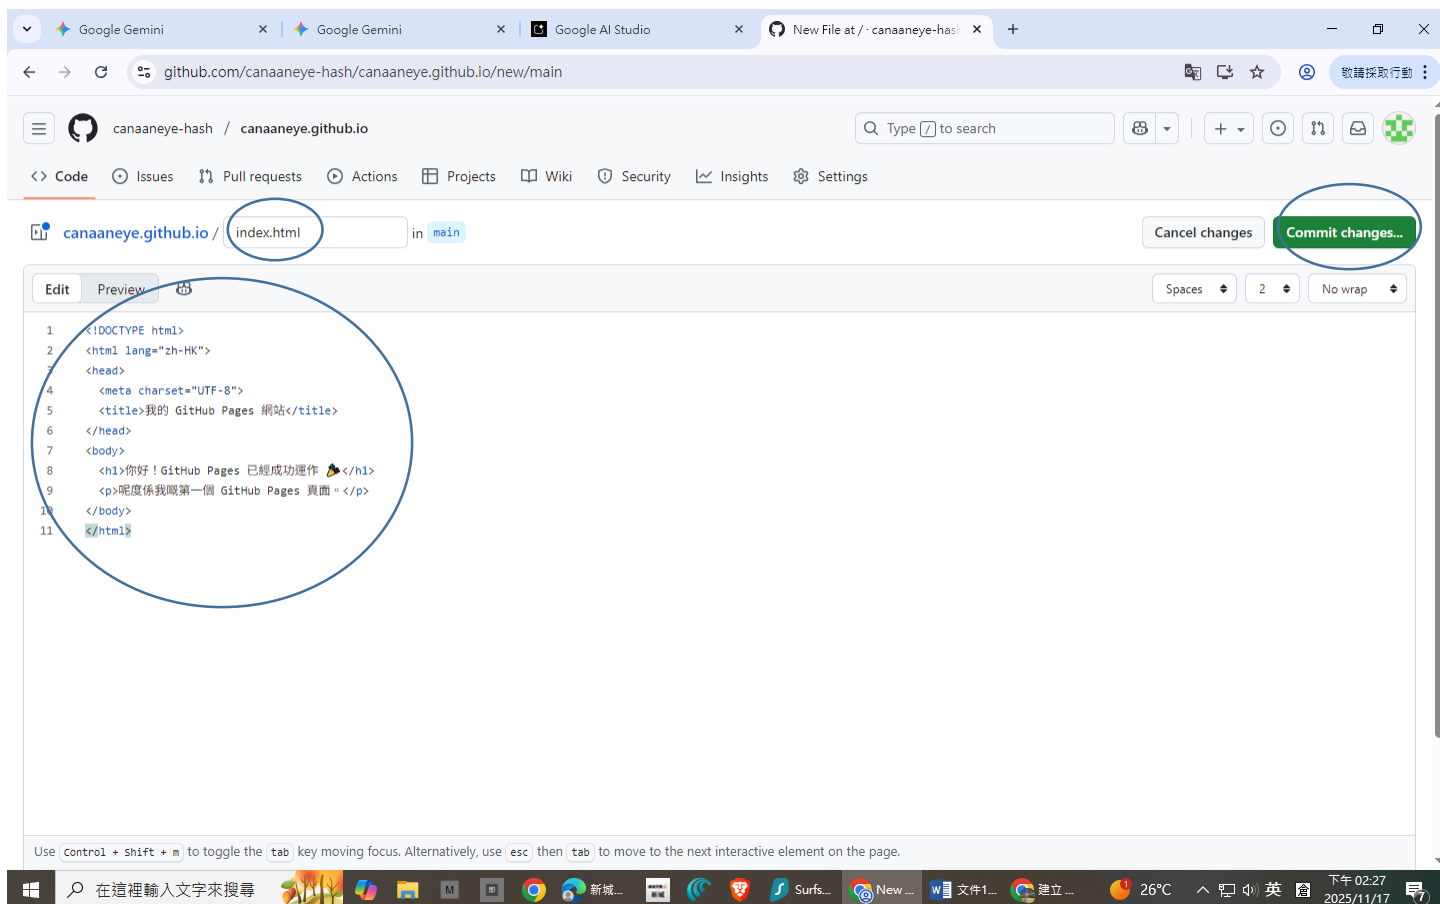 Google Gemini
Google Gemini
Google AI Studio
New File at / · canaaneye-hash
github.com/canaaneye-hash/canaaneye.github.io/new/main
敬請採取行動
canaaneye-hash / canaaneye.github.io
Type / to search
Code
Issues
Pull requests
Actions
Projects
Wiki
Security
Insights
Settings
canaaneye.github.io / index.html in main
Cancel changes
Commit changes...
Edit
Preview
Spaces
2
No wrap
1 <!DOCTYPE html>
2 <html lang="zh-HK">
3 <head>
4 <meta charset="UTF-8">
5 <title>我的 GitHub Pages 網站</title>
6 </head>
7 <body>
8 <h1>你好！GitHub Pages 已經成功運作 🎉</h1>
9 <p>呢度係我嘅第一個 GitHub Pages 頁面。</p>
10 </body>
11 </html>
Use Control + Shift + m to toggle the tab key moving focus. Alternatively, use esc then tab to move to the next interactive element on the page.
在這裡輸入文字來搜尋
新城...
Surfs...
New ...
文件1...
建立 ...
1
26°C
英
倉
下午 02:27
2025/11/17
7